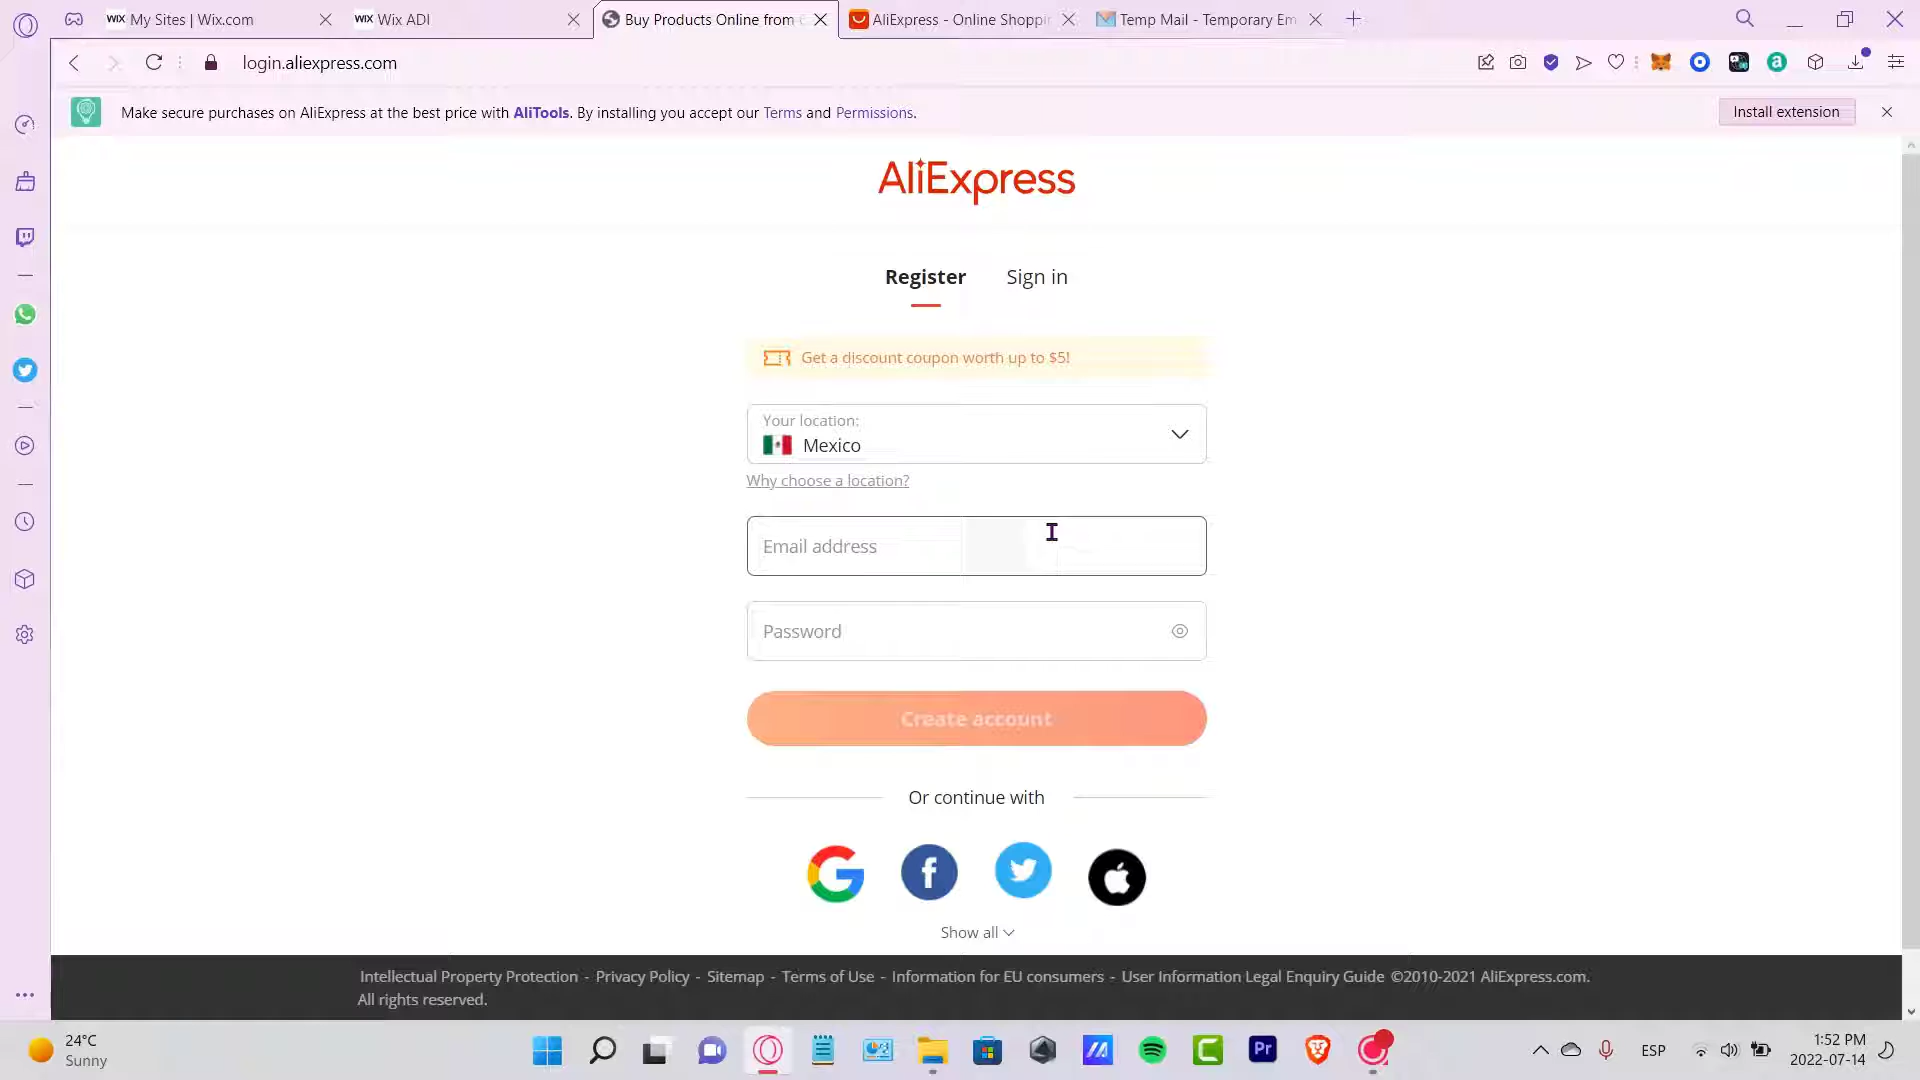 WIX My Sites | Wix.com
WIX Wix ADI
Buy Products Online from C
AliExpress - Online Shoppin
Temp Mail - Temporary Em
login.aliexpress.com
Make secure purchases on AliExpress at the best price with AliTools. By installing you accept our Terms and Permissions.
Install extension
AliExpress
Register
Sign in
Get a discount coupon worth up to $5!
Your location:
Mexico
Why choose a location?
Email address
Password
Create account
Or continue with
Show all
Intellectual Property Protection - Privacy Policy - Sitemap - Terms of Use - Information for EU consumers - User Information Legal Enquiry Guide ©2010-2021 AliExpress.com.
All rights reserved.
24°C
Sunny
Pr
ESP
1:52 PM
2022-07-14